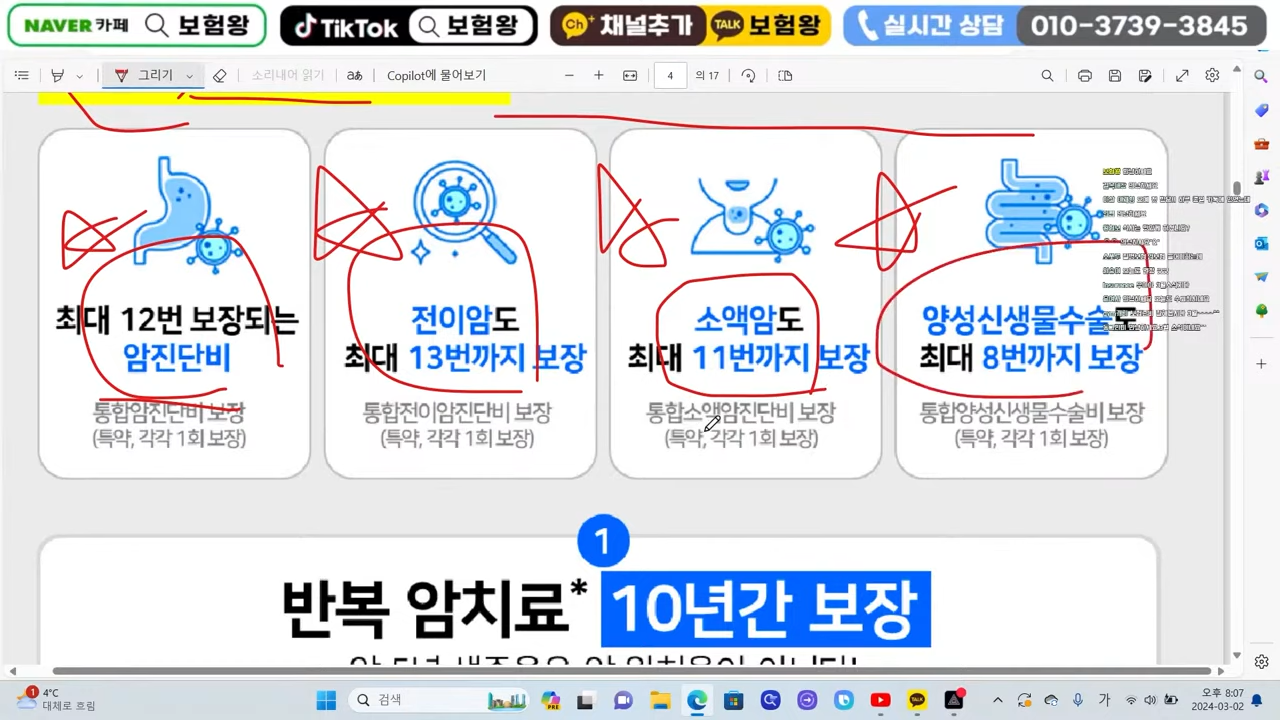 NAVER 카페 보험왕 TikTok 보험왕 Ch+ 채널추가 TALK 보험왕 실시간 상담 010-3739-3845
그리기 소리내어 읽기 aあ Copilot에 물어보기 4 의 17
최대 12번 보장되는
암진단비
통합암진단비 보장
(특약, 각각 1회 보장)
전이암도
최대 13번까지 보장
통합전이암진단비 보장
(특약, 각각 1회 보장)
소액암도
최대 11번까지 보장
통합소액암진단비 보장
(특약, 각각 1회 보장)
양성신생물수술도
최대 8번까지 보장
통합양성신생물수술비 보장
(특약, 각각 1회 보장)
1
반복 암치료* 10년간 보장
1
4°C
대체로 흐림
검색
PRE
가
오후 8:07
2024-03-02